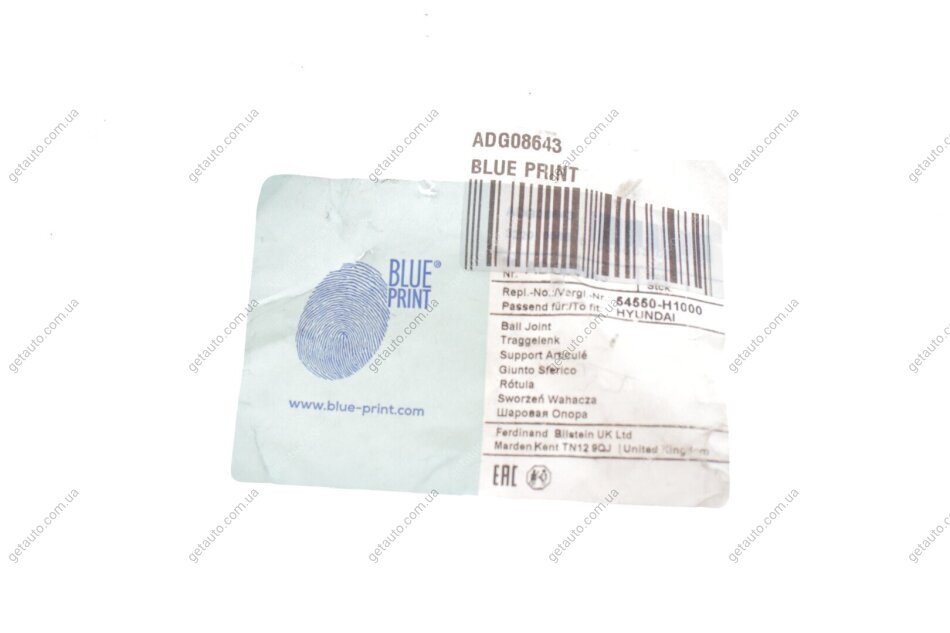 ADG08643
BLUE PRINT
BLUE®
PRINT
www.blue-print.com
Nr.
Stck
Repl.-No.:/Vergl.-Nr. 54550-H1000
Passend für:/To fit HYUNDAI
Ball Joint
Traggelenk
Support Articulé
Giunto Sferico
Rótula
Sworzeń Wahacza
Шаровая Опора
Ferdinand Bilstein UK Ltd
Marden,Kent TN12 9QJ | United Kingdom
EAC
getauto.com.ua